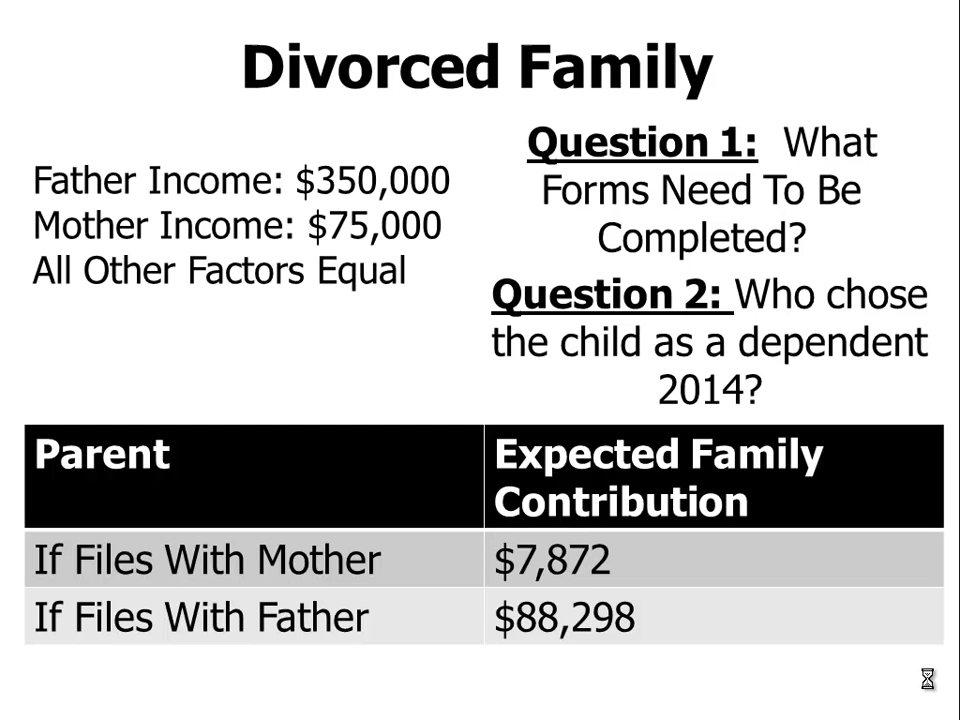 Divorced Family
Father Income: $350,000
Mother Income: $75,000
All Other Factors Equal
Question 1: What
Forms Need To Be
Completed?
Question 2: Who chose
the child as a dependent
2014?
Parent
Expected Family
Contribution
If Files With Mother
$7,872
If Files With Father
$88,298